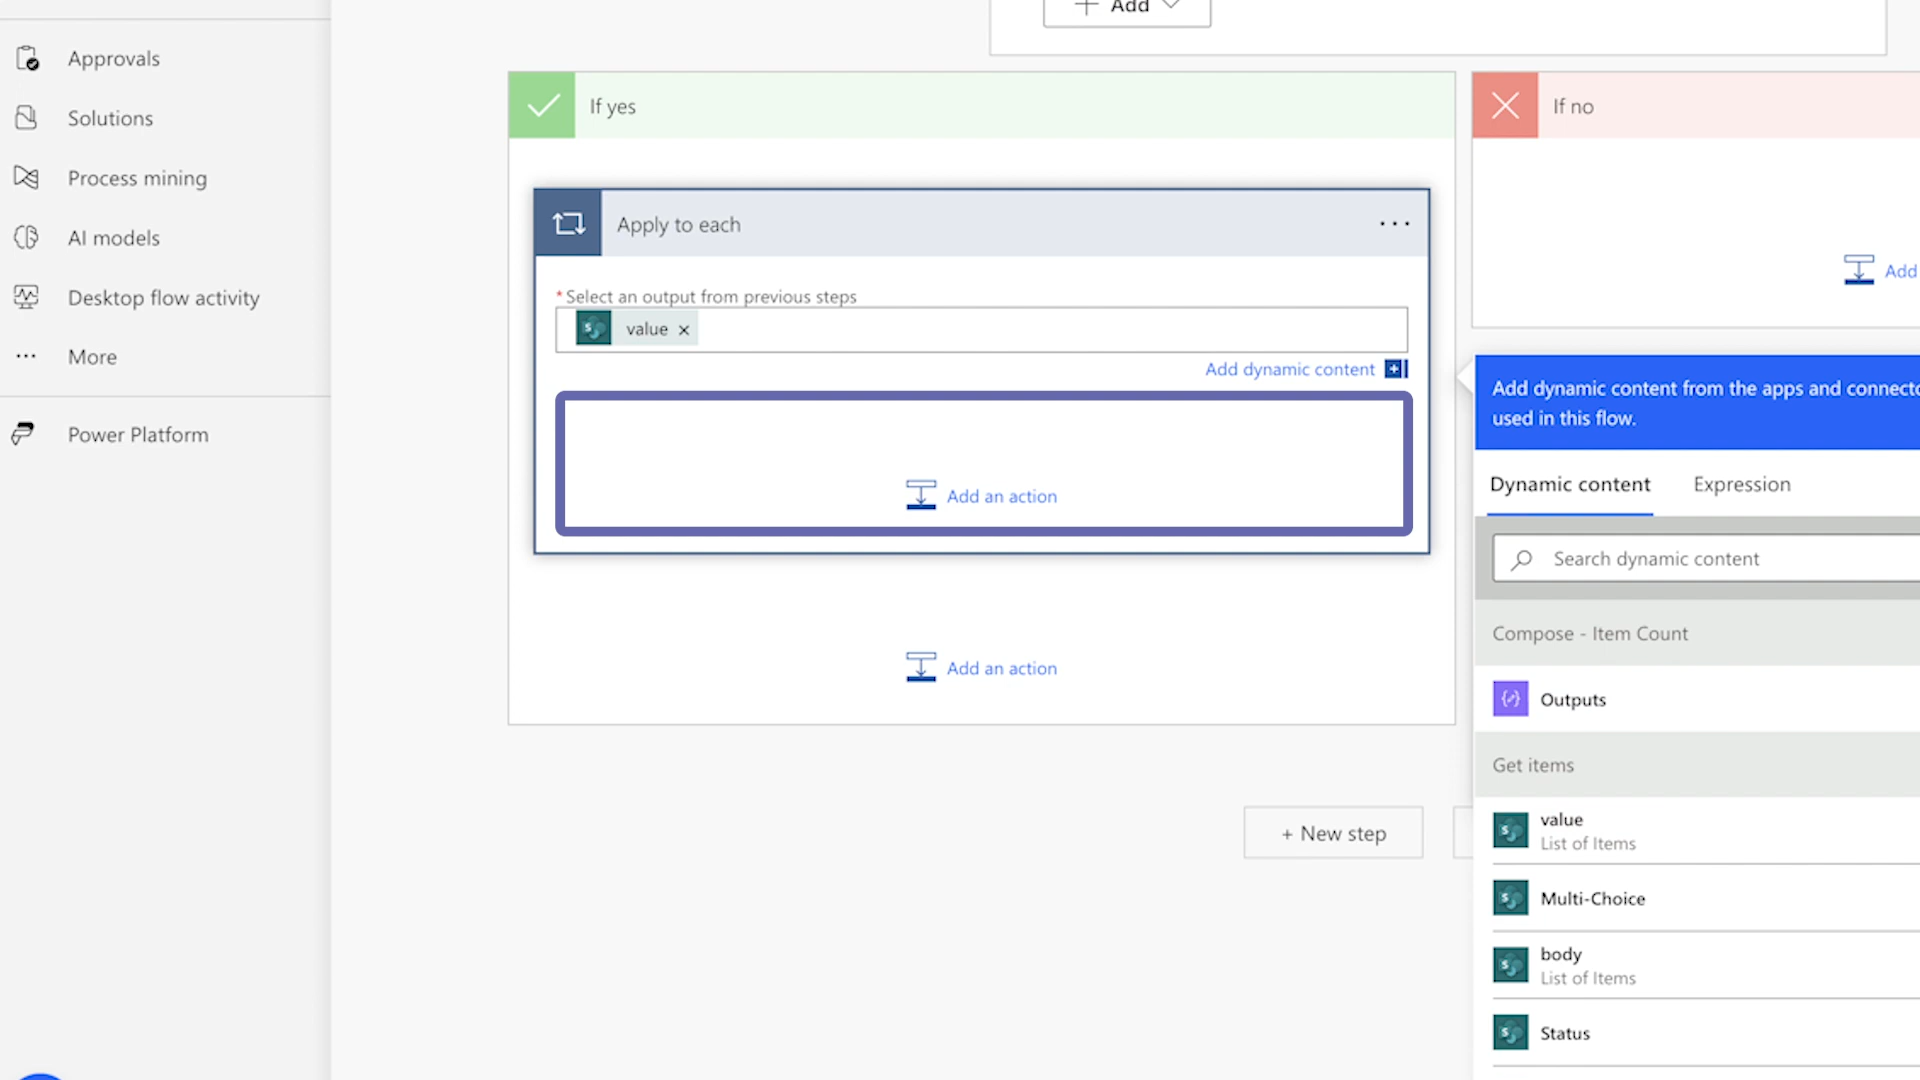 Add
Approvals
Solutions
Process mining
AI models
Desktop flow activity
More
Power Platform
If yes
Apply to each
* Select an output from previous steps
value
Add dynamic content
Add an action
Add an action
+ New step
If no
Add
Add dynamic content from the apps and connecto
used in this flow.
Dynamic content
Expression
Search dynamic content
Compose - Item Count
Outputs
Get items
value
List of Items
Multi-Choice
body
List of Items
Status